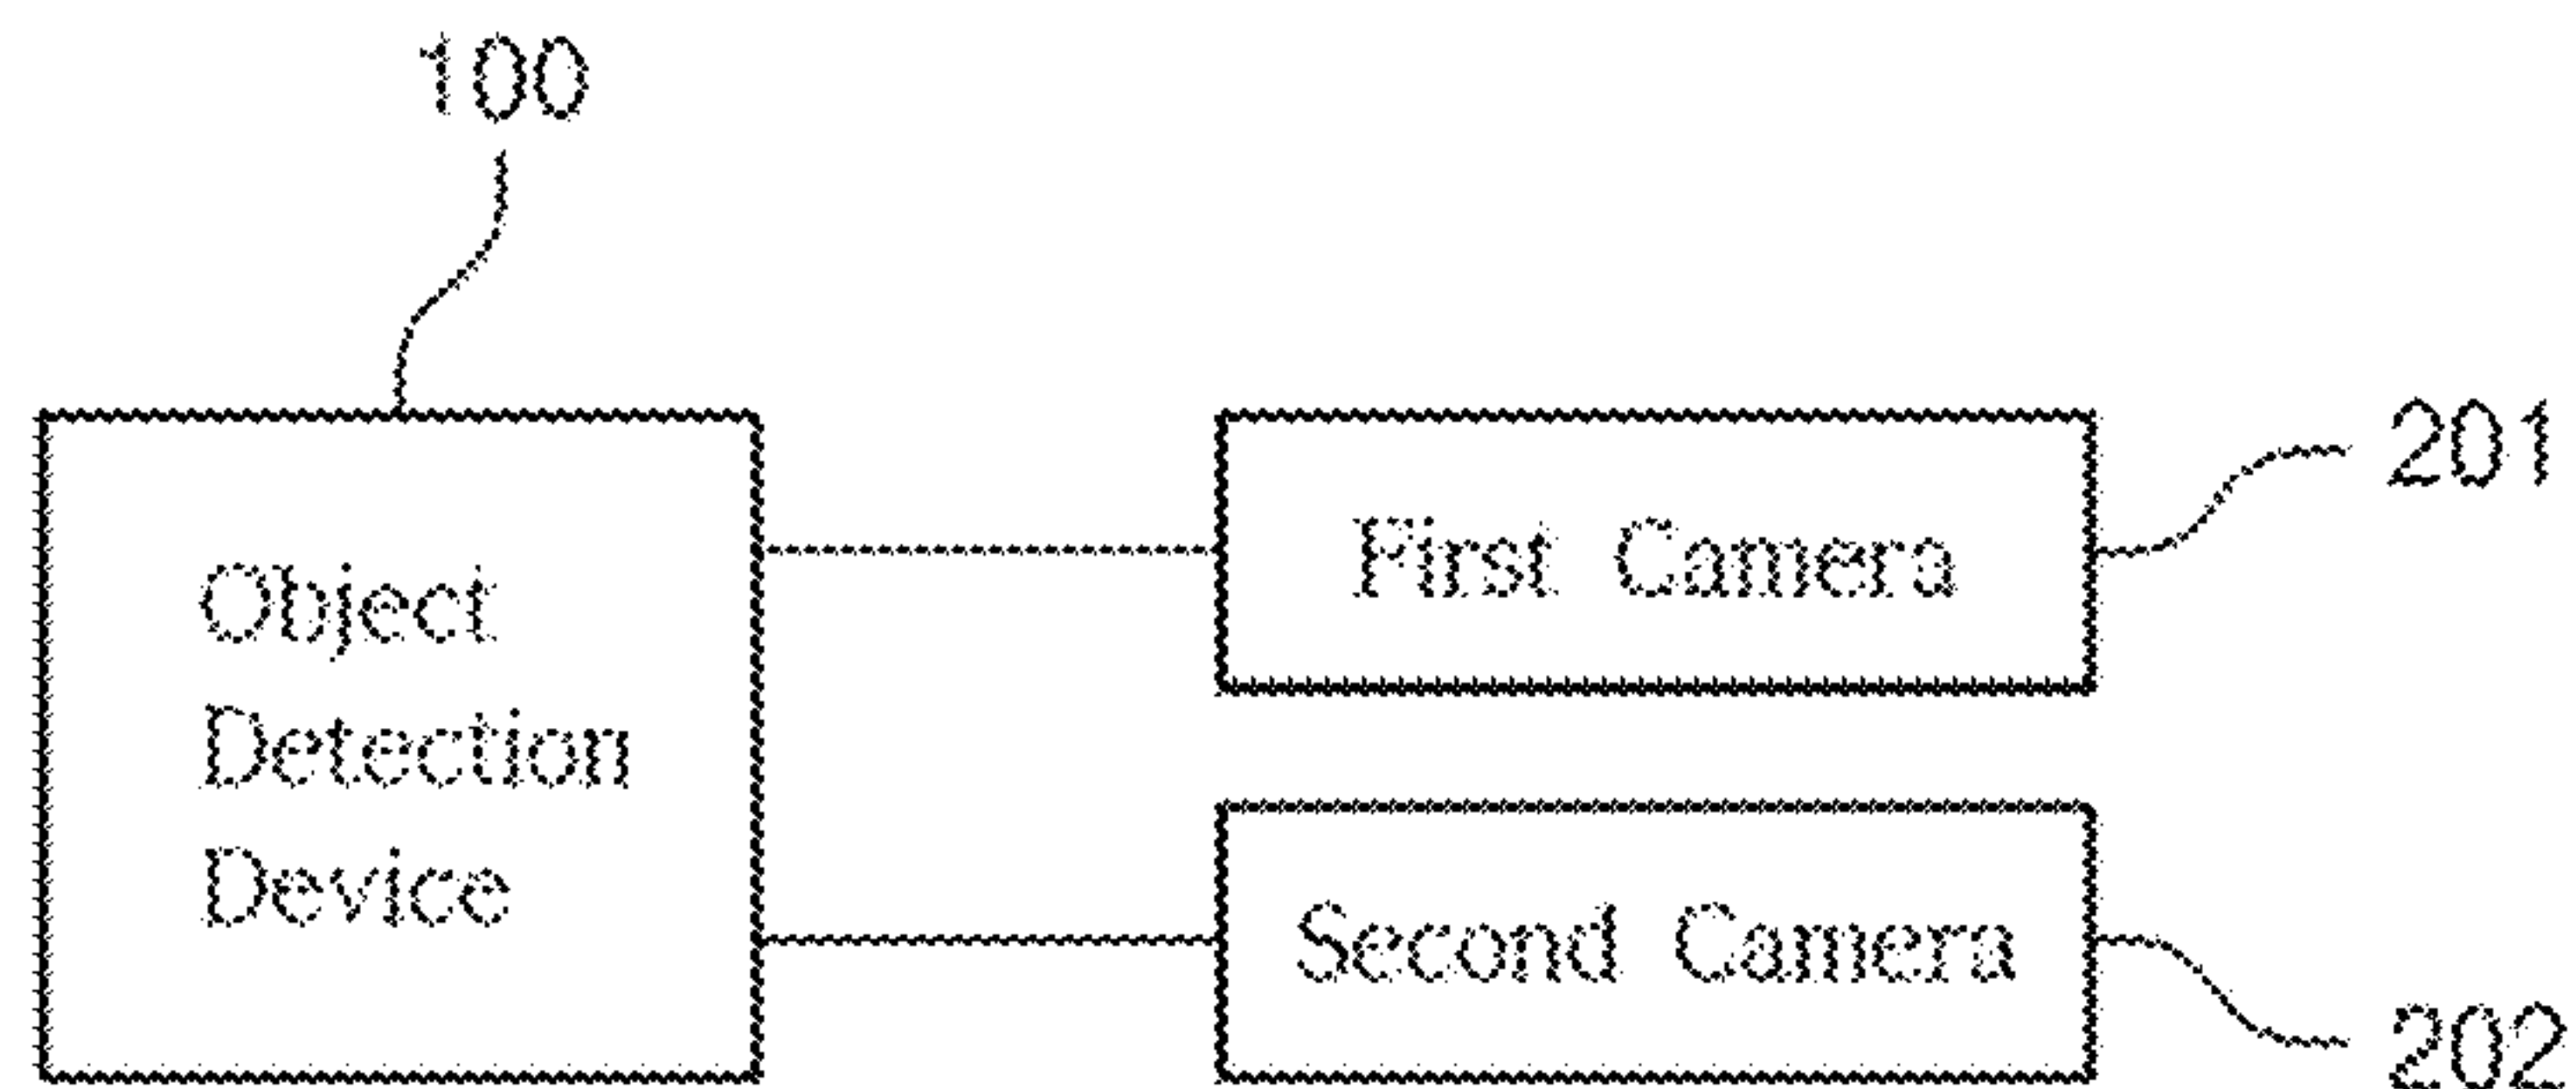 100
201
First Camera
Object
Detection
Device
Second Camera
202